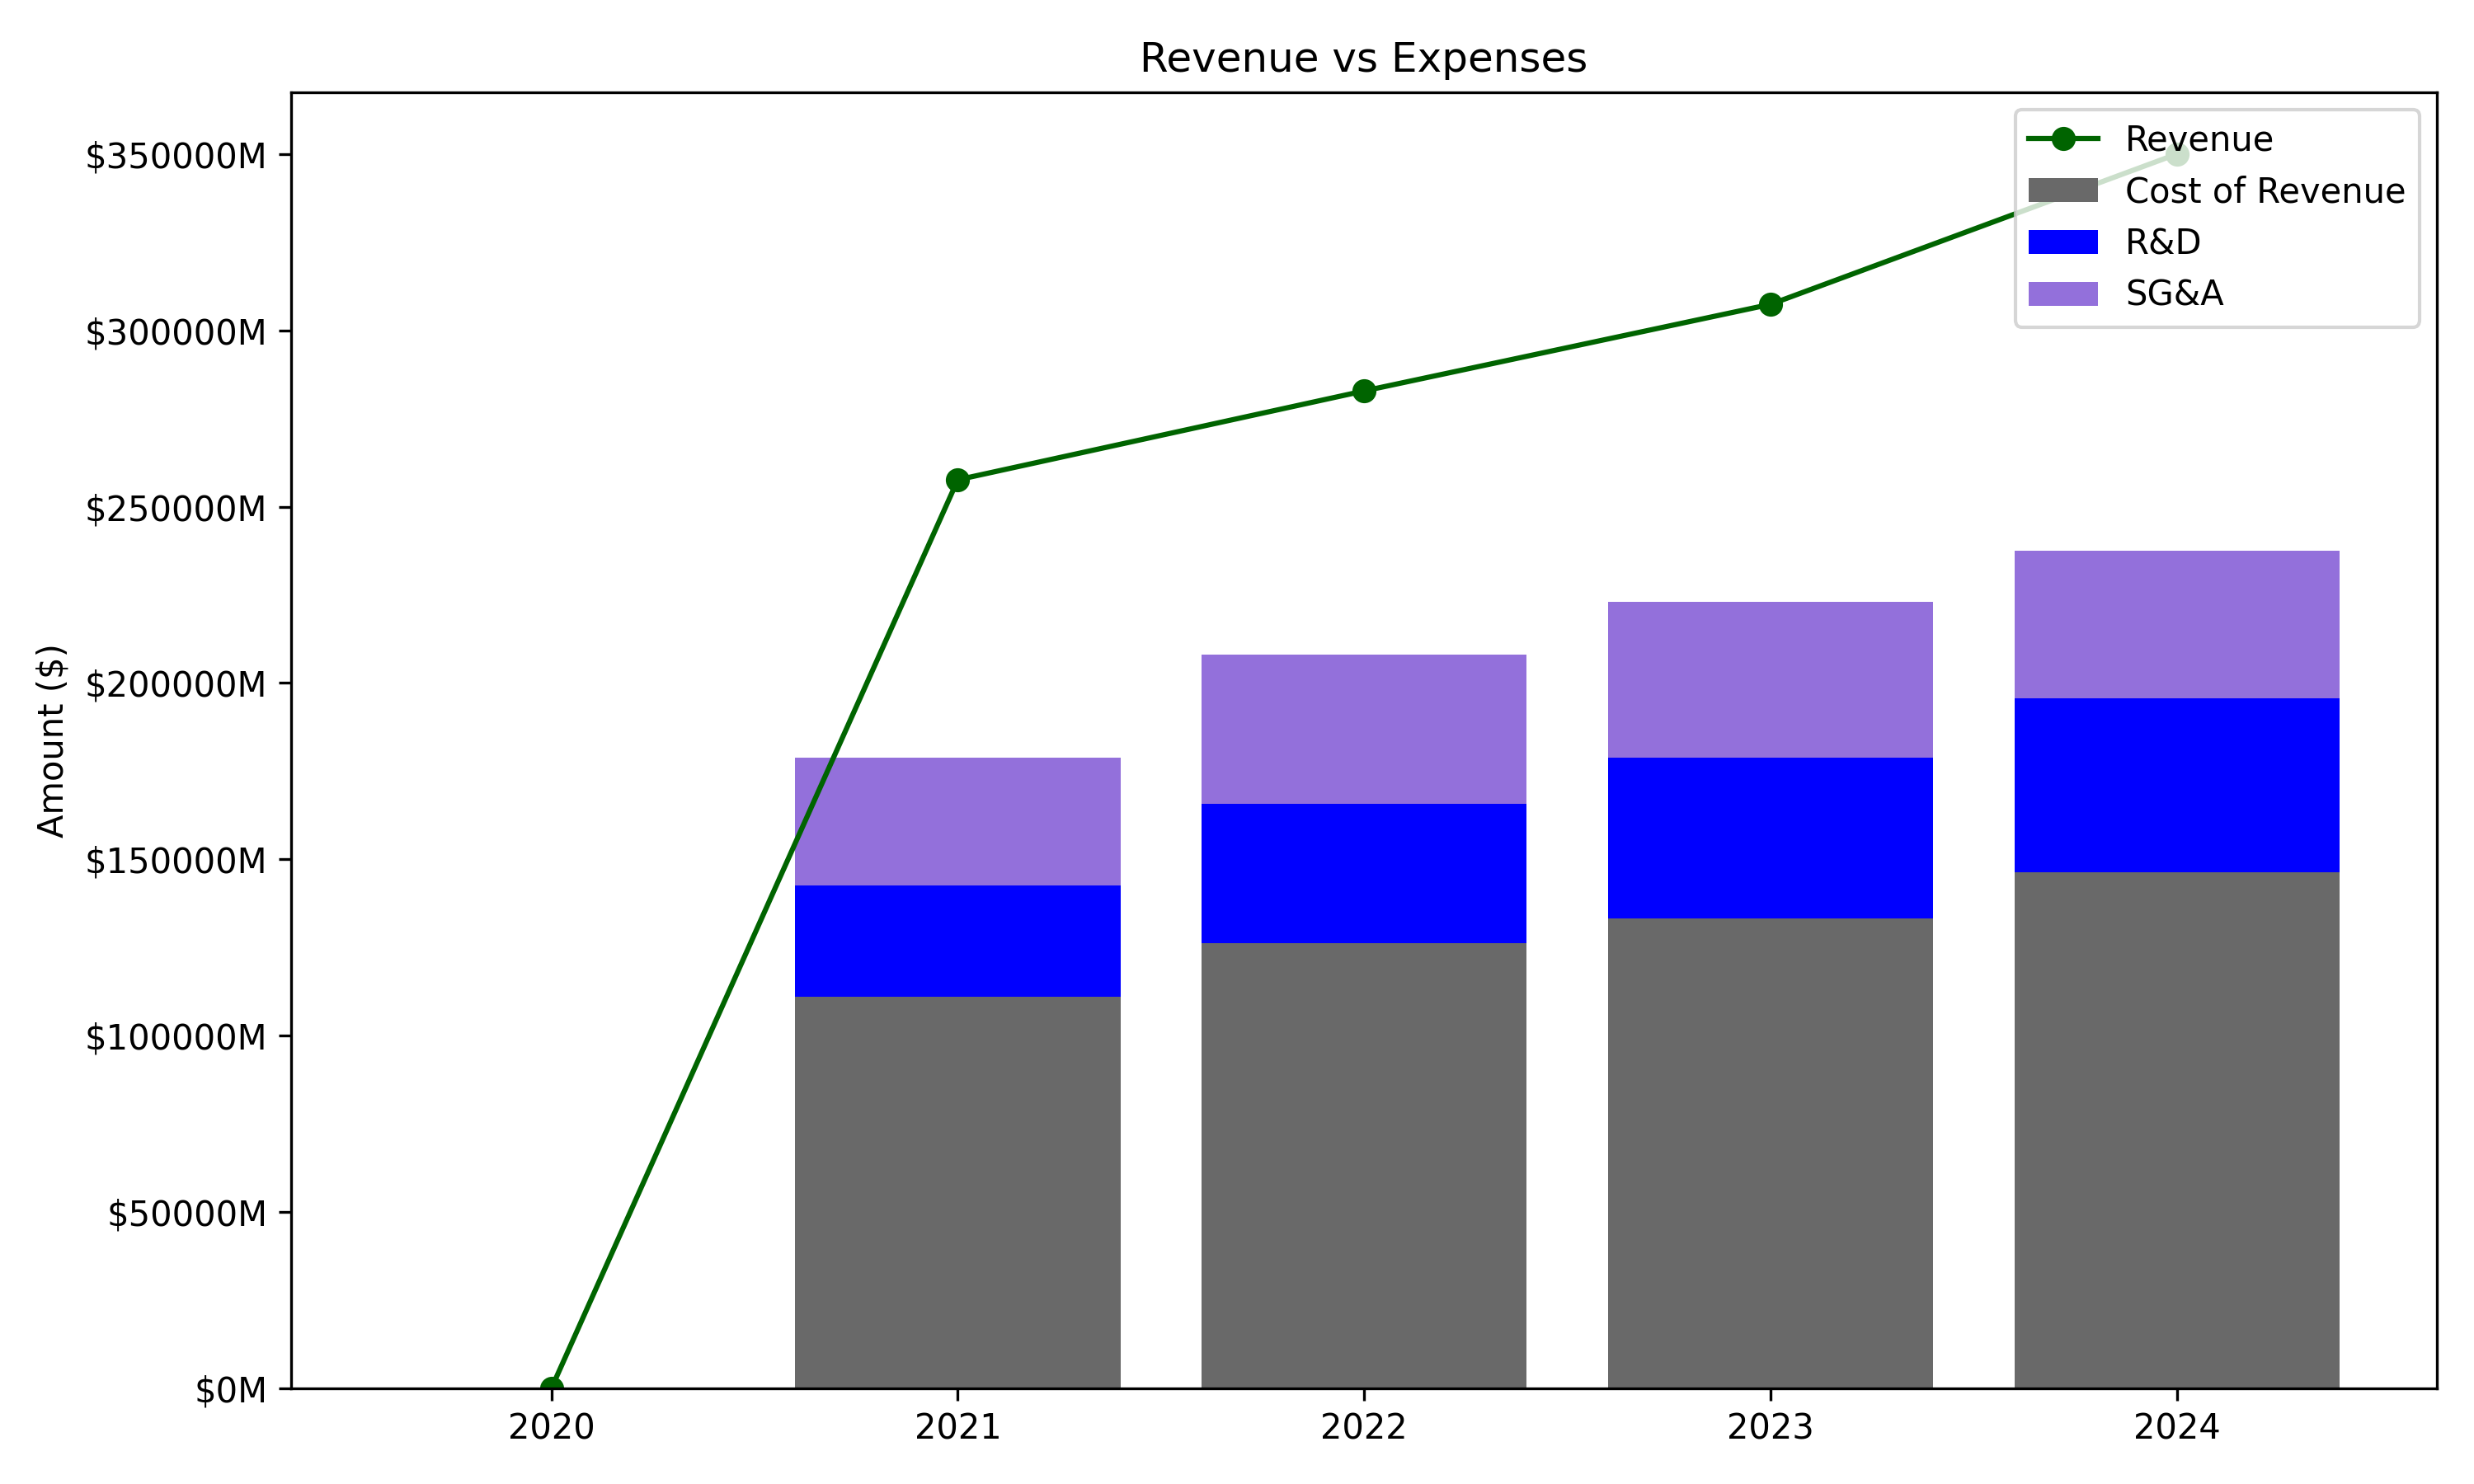 Revenue vs Expenses
$350000M
$300000M
$250000M
$200000M
$150000M
$100000M
$50000M
$0M
Amount ($)
Revenue
Cost of Revenue
R&D
SG&A
2020
2021
2022
2023
2024